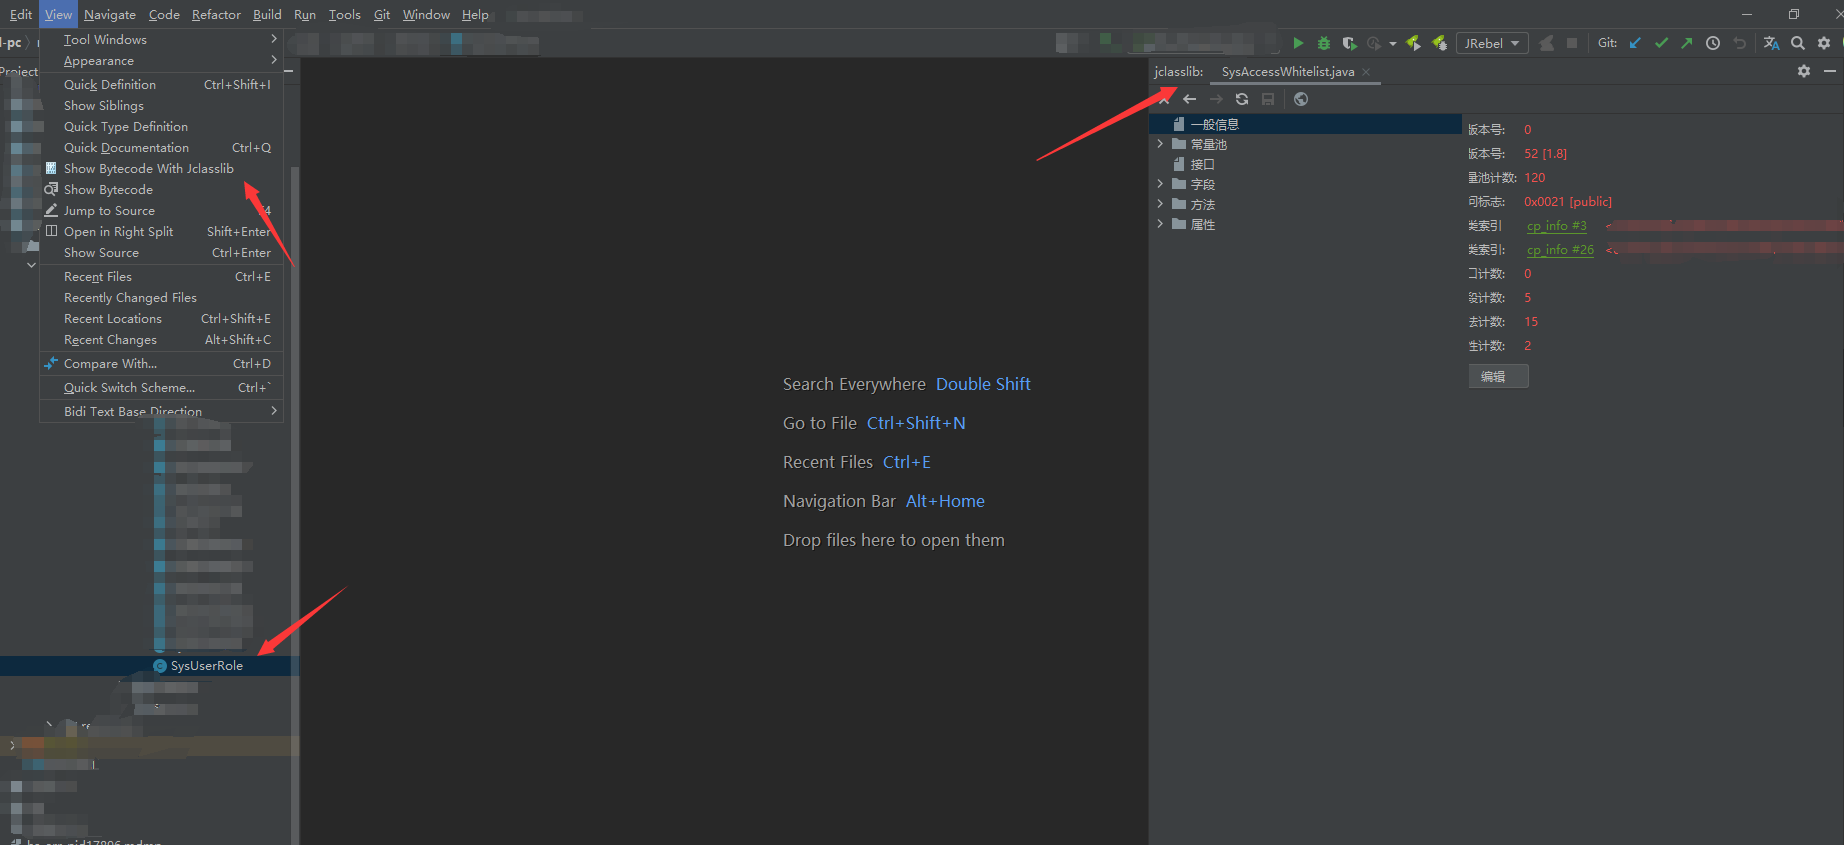 Edit View Navigate Code Refactor Build Run Tools Git Window Help
-pc
JRebel
Git:
Project
Tool Windows
Appearance
Quick Definition Ctrl+Shift+I
Show Siblings
Quick Type Definition
Quick Documentation Ctrl+Q
Show Bytecode With Jclasslib
Show Bytecode
Jump to Source
Open in Right Split Shift+Enter
Show Source Ctrl+Enter
Recent Files Ctrl+E
Recently Changed Files
Recent Locations Ctrl+Shift+E
Recent Changes Alt+Shift+C
Compare With... Ctrl+D
Quick Switch Scheme... Ctrl+`
Bidi Text Base Direction
SysUserRole
Search Everywhere Double Shift
Go to File Ctrl+Shift+N
Recent Files Ctrl+E
Navigation Bar Alt+Home
Drop files here to open them
jclasslib: SysAccessWhitelist.java
一般信息
常量池
接口
字段
方法
属性
版本号: 0
版本号: 52 [1.8]
量池计数: 120
问标志: 0x0021 [public]
类索引 cp_info #3
类索引: cp_info #26
口计数: 0
段计数: 5
法计数: 15
性计数: 2
编辑